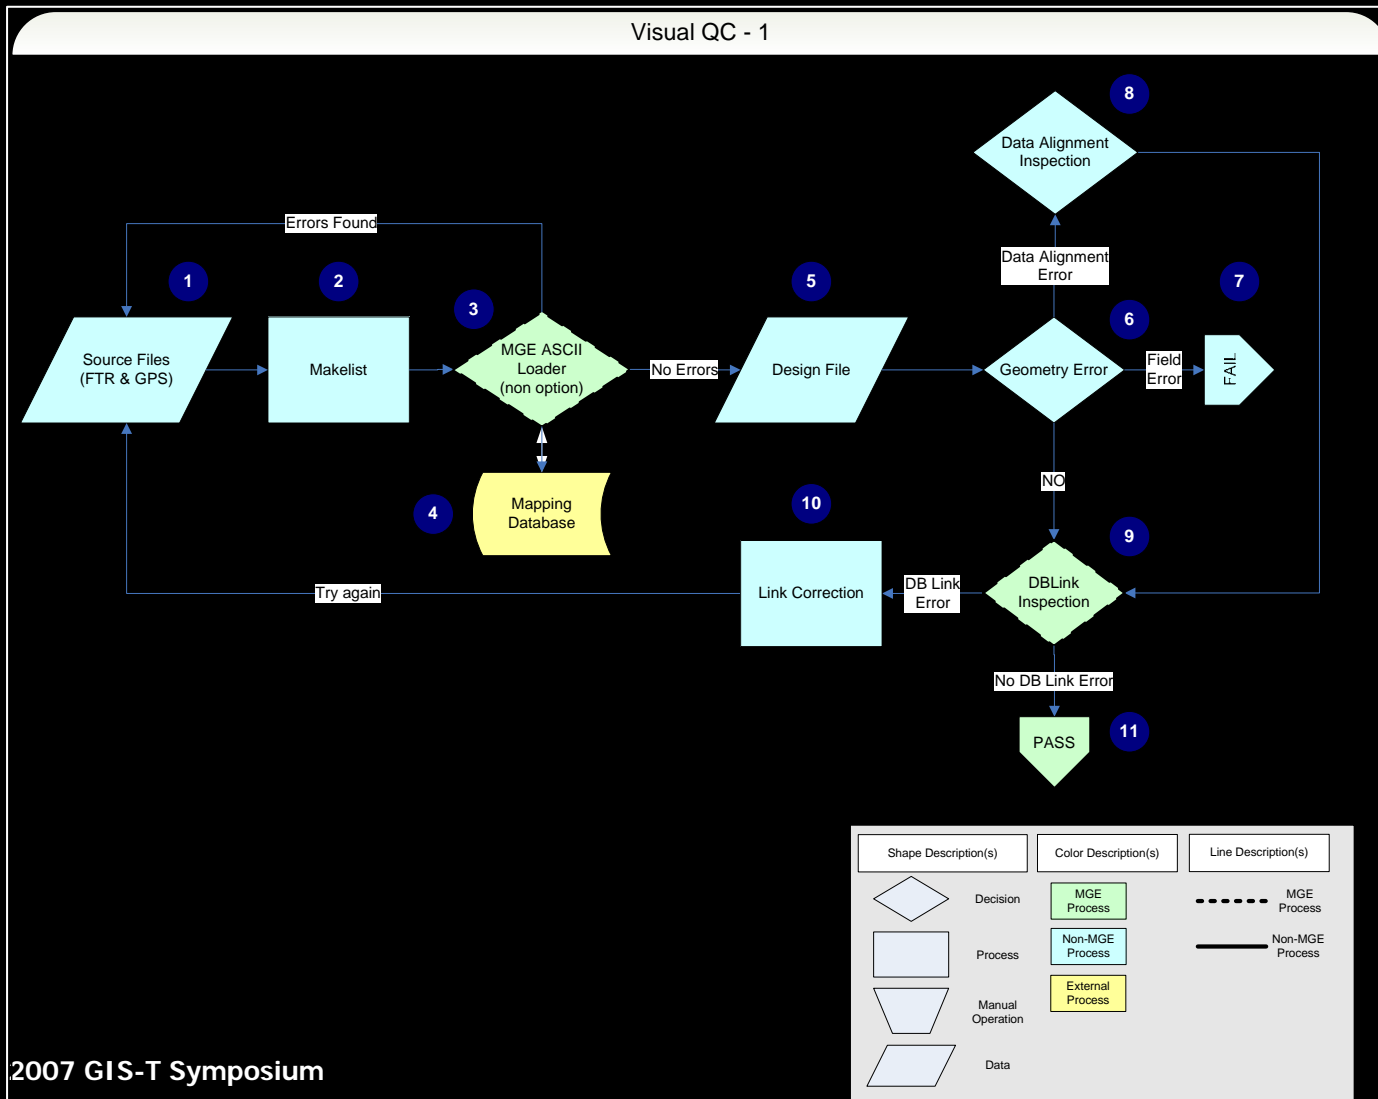 Visual QC - 1
8
Data Alignment
Inspection
Errors Found
Data Alignment
Error
1
2
3
5
6
7
Source Files
(FTR & GPS)
Makelist
MGE ASCII
Loader
(non option)
No Errors
Design File
Geometry Error
Field
Error
FAIL
NO
4
Mapping
Database
10
9
Try again
Link Correction
DB Link
Error
DBLink
Inspection
No DB Link Error
PASS
11
Shape Description(s)
Color Description(s)
Line Description(s)
Decision
MGE
Process
MGE
Process
Process
Non-MGE
Process
Non-MGE
Process
Manual
Operation
External
Process
Data
2007 GIS-T Symposium